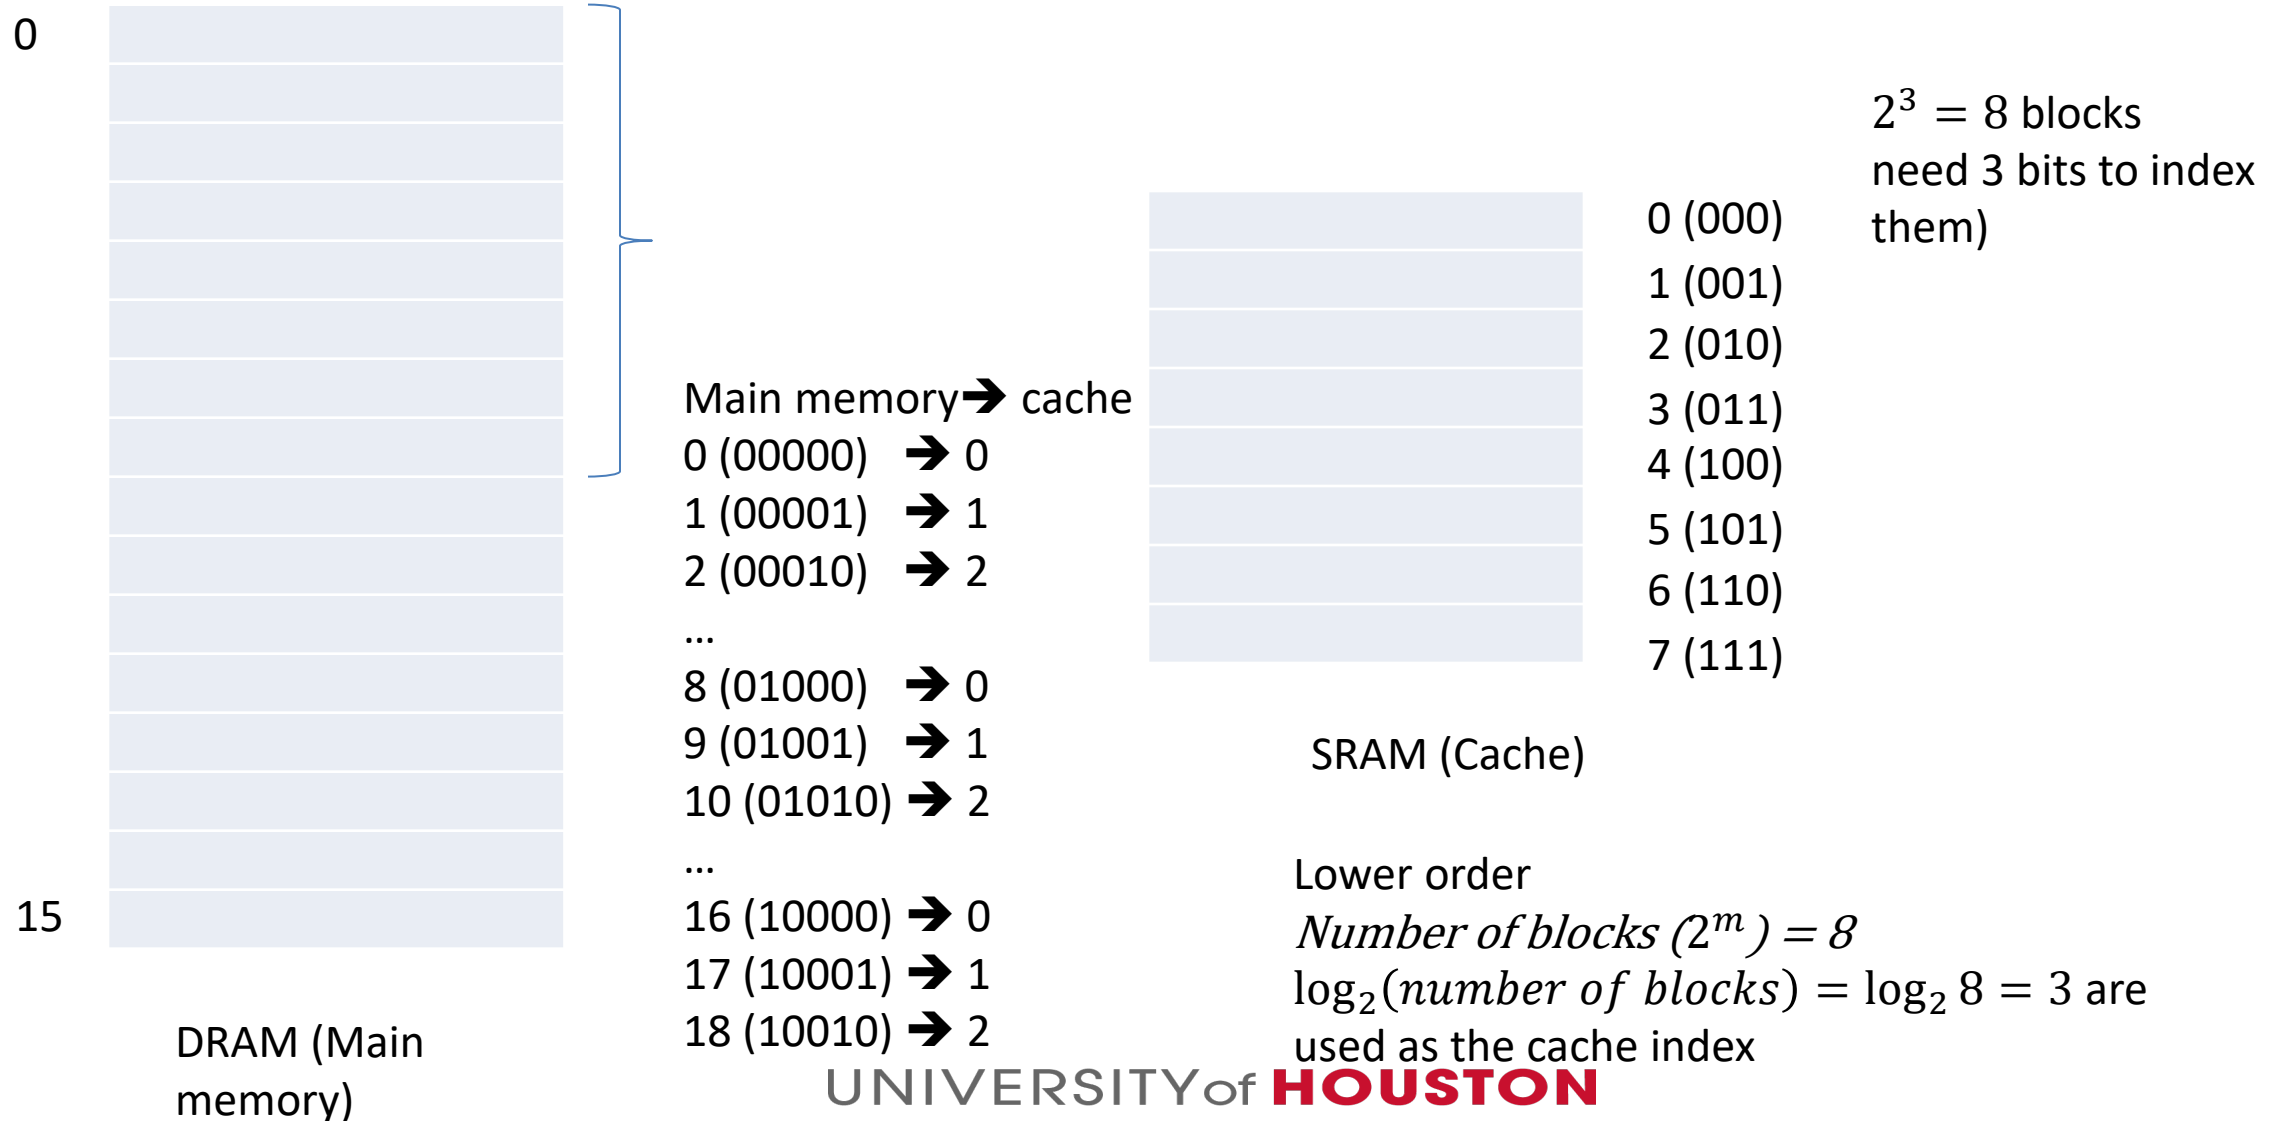 0
15
DRAM (Main
memory)
Main memory➔ cache
0 (00000) ➔ 0
1 (00001) ➔ 1
2 (00010) ➔ 2
...
8 (01000) ➔ 0
9 (01001) ➔ 1
10 (01010) ➔ 2
...
16 (10000) ➔ 0
17 (10001) ➔ 1
18 (10010) ➔ 2
0 (000)
1 (001)
2 (010)
3 (011)
4 (100)
5 (101)
6 (110)
7 (111)
SRAM (Cache)
2³ = 8 blocks
need 3 bits to index
them)
Lower order
Number of blocks (2ᵐ) = 8
log₂(number of blocks) = log₂ 8 = 3 are
used as the cache index
UNIVERSITY of HOUSTON